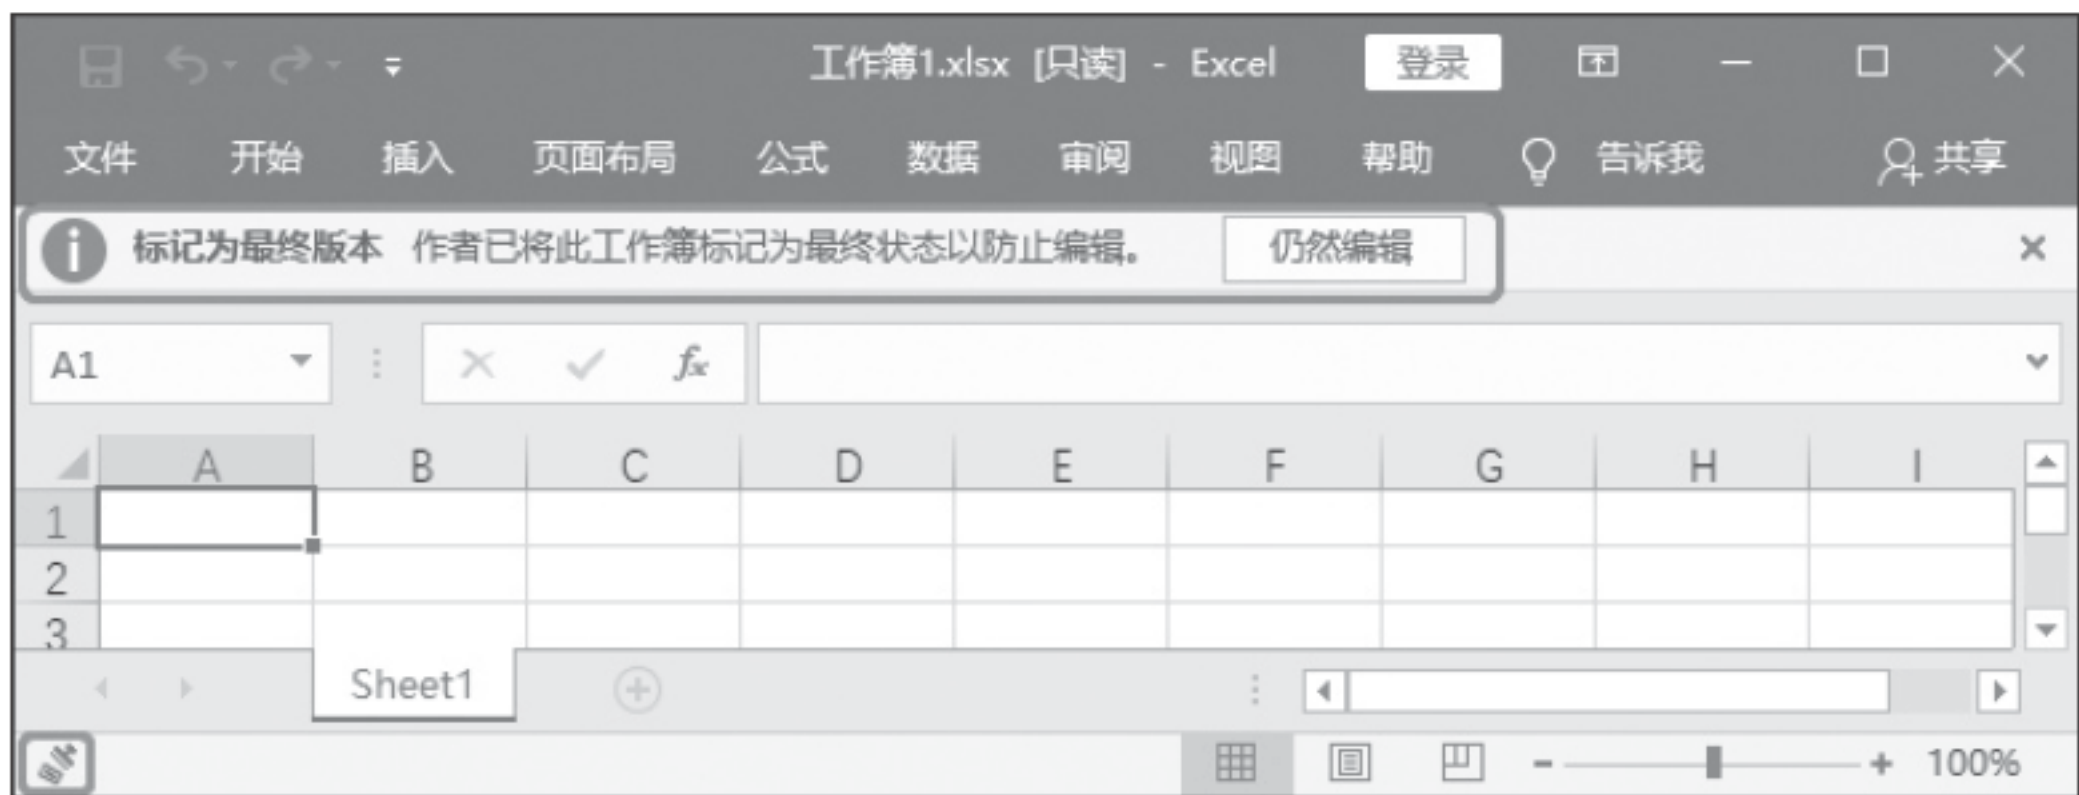 工作簿1.xlsx [只读] - Excel 登录
文件 开始 插入 页面布局 公式 数据 审阅 视图 帮助 告诉我 共享
标记为最终版本 作者已将此工作簿标记为最终状态以防止编辑。 仍然编辑
A1 fx
A B C D E F G H I
1
2
3
Sheet1
100%